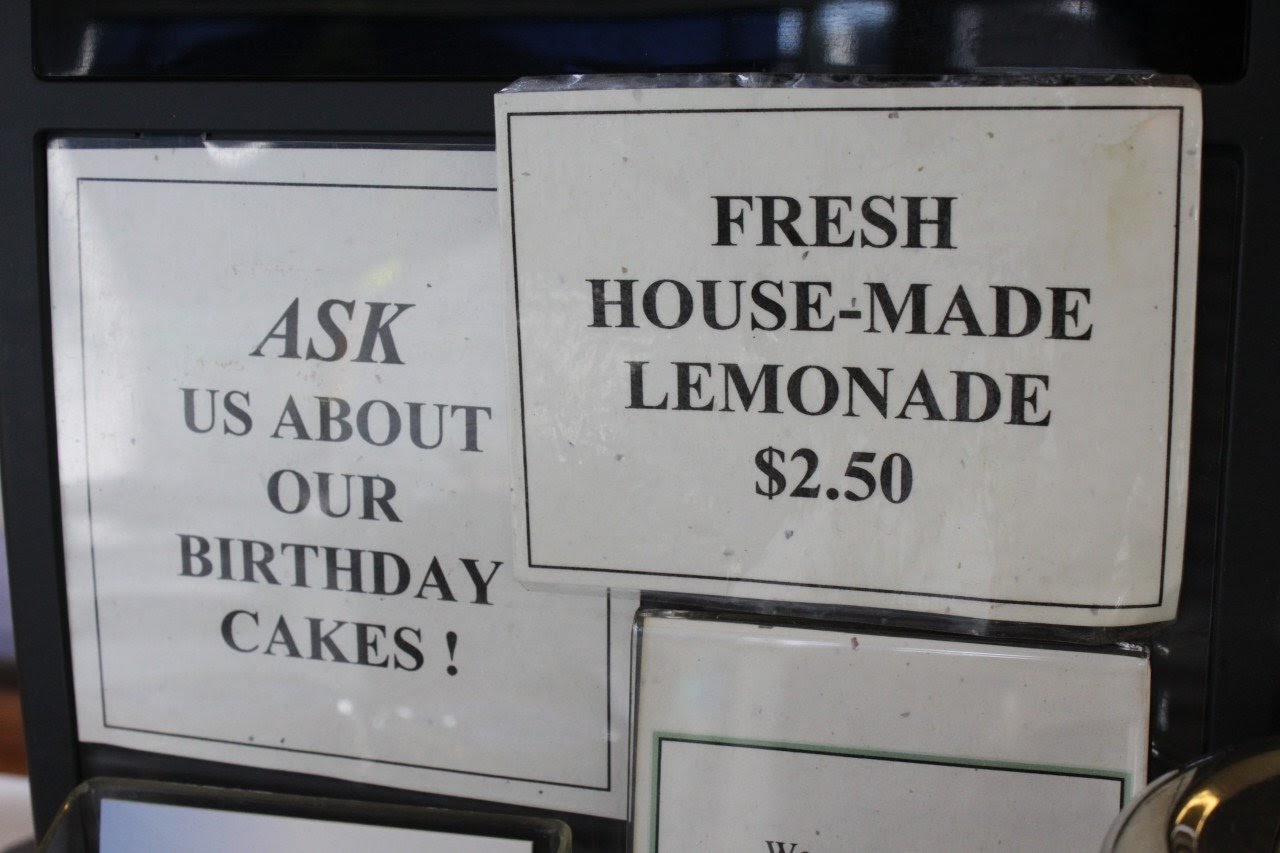 ASK
US ABOUT
OUR
BIRTHDAY
CAKES !
FRESH
HOUSE-MADE
LEMONADE
$2.50